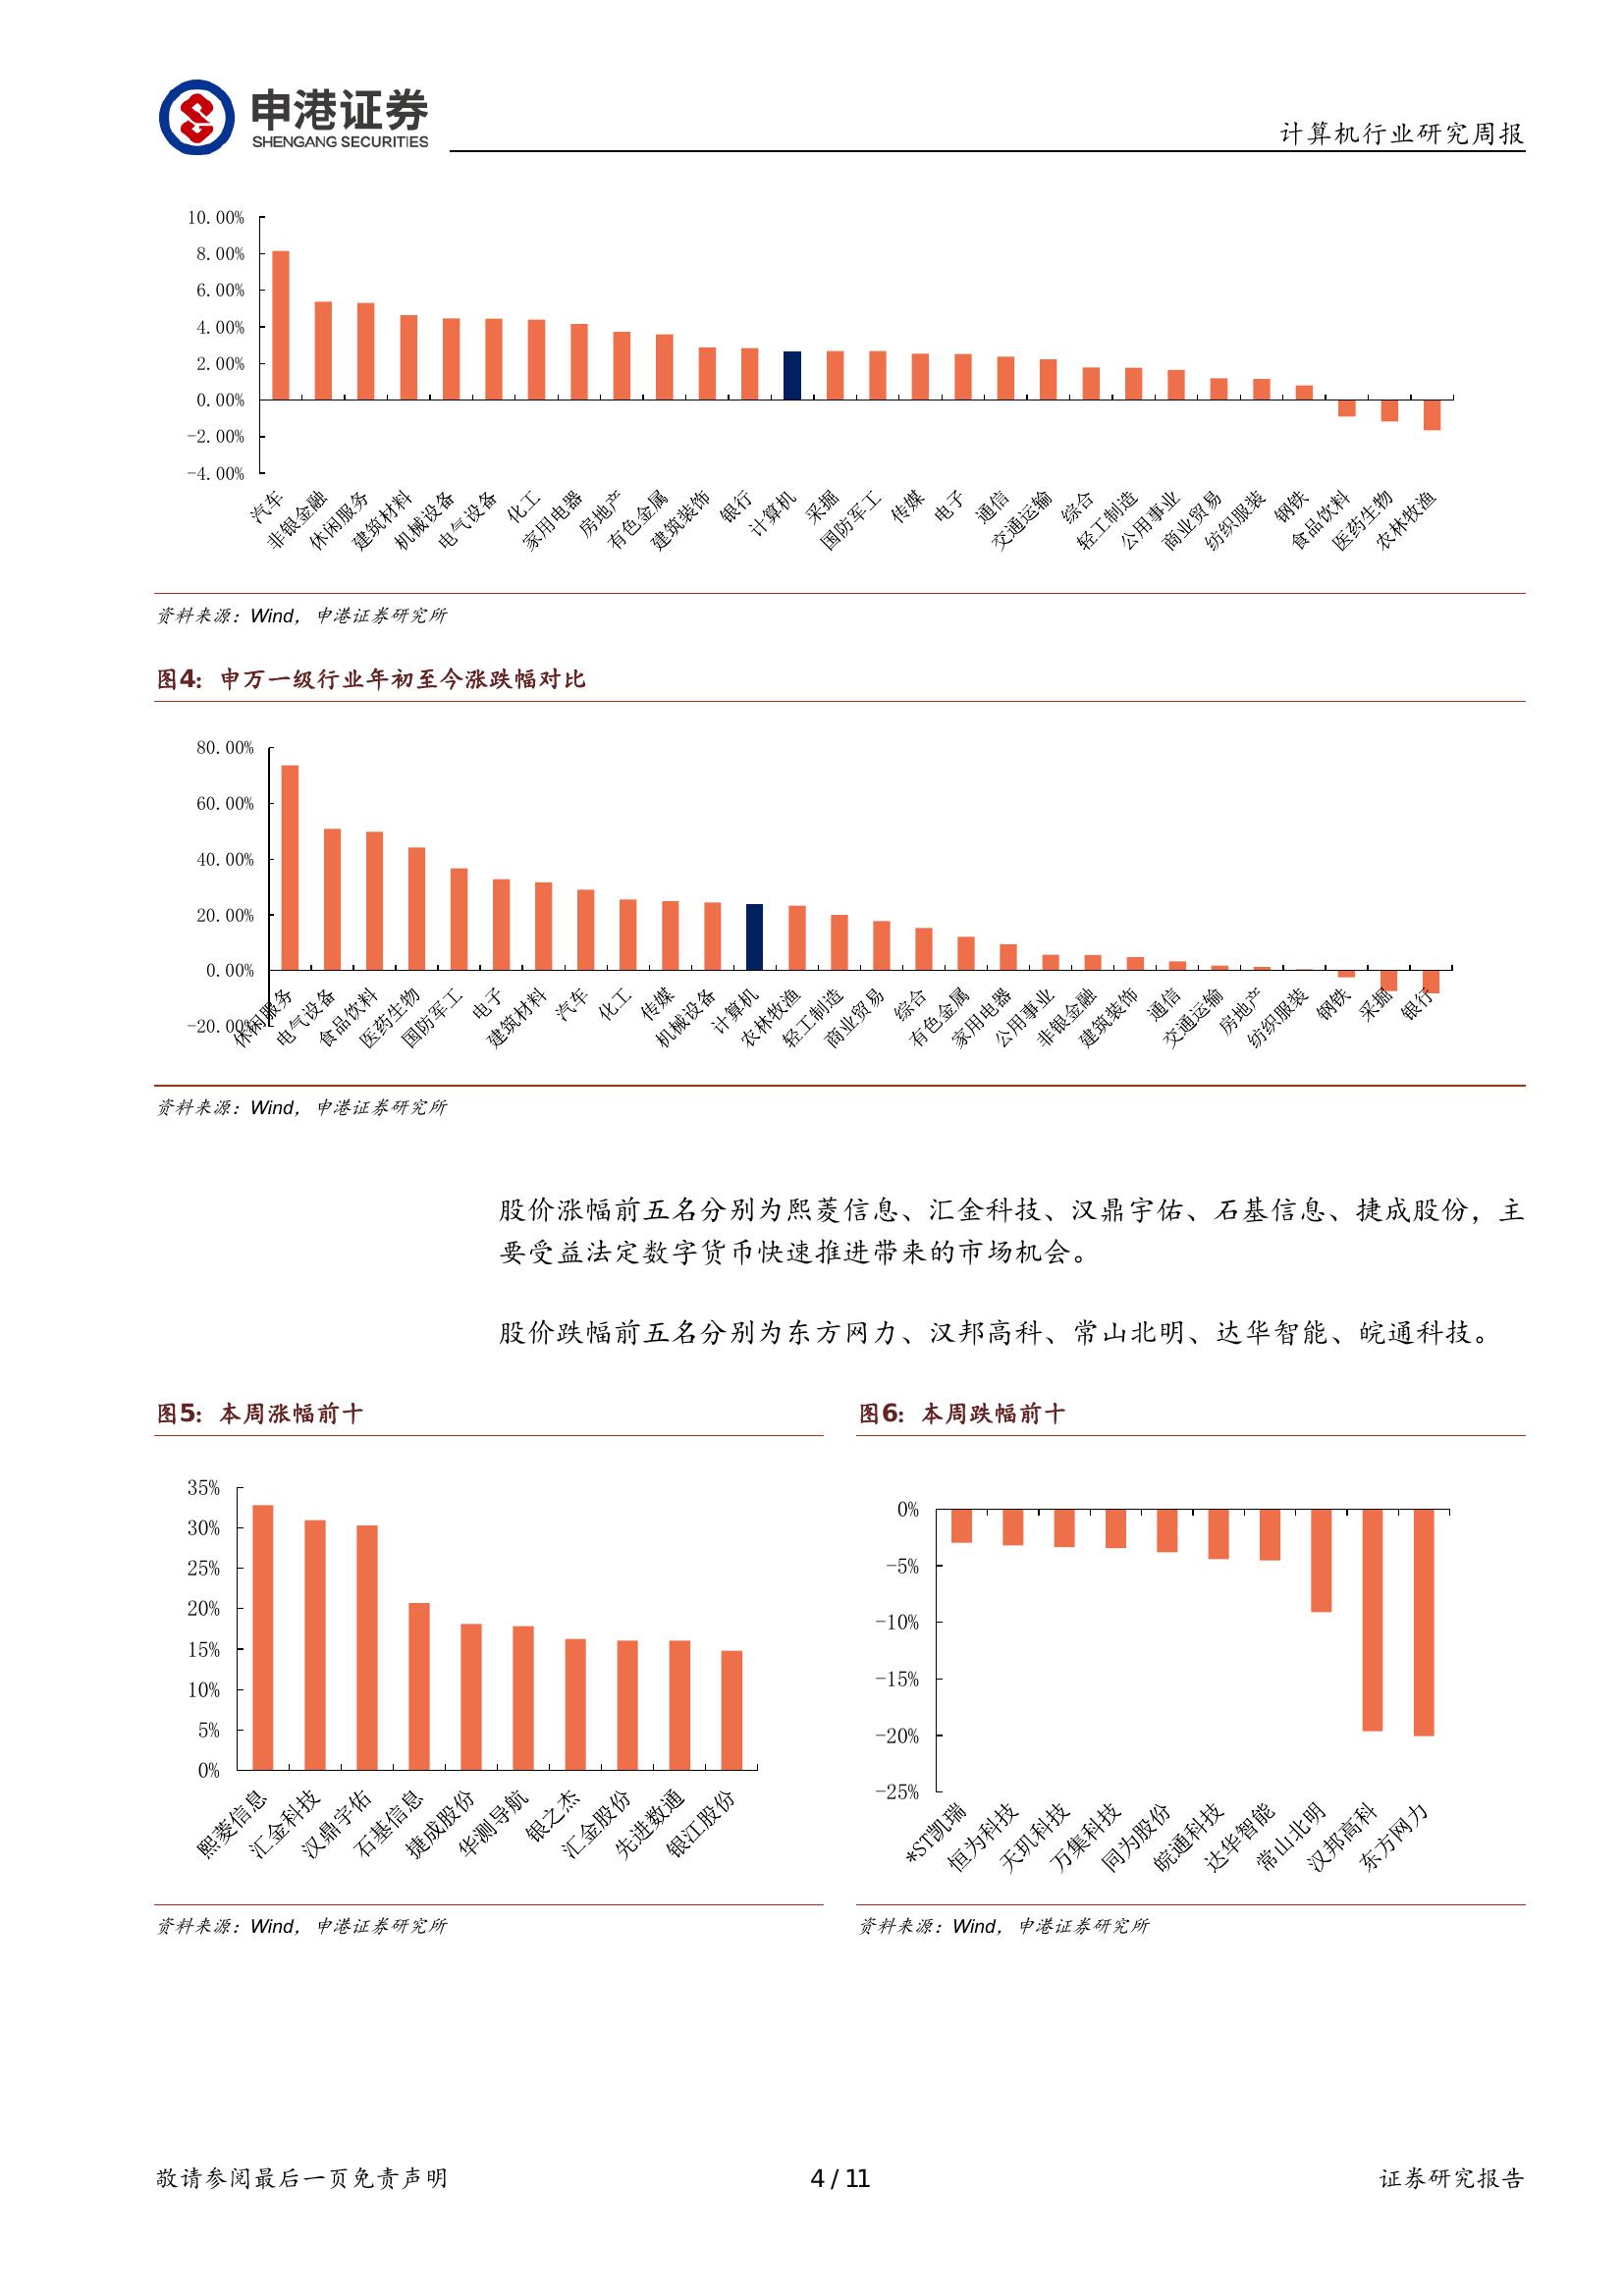 申港证券
SHENGANG SECURITIES
计算机行业研究周报
10.00%
8.00%
6.00%
4.00%
2.00%
0.00%
-2.00%
-4.00%
汽车
非银金融
休闲服务
建筑材料
机械设备
电气设备
化工
家用电器
房地产
有色金属
建筑装饰
银行
计算机
采掘
国防军工
传媒
电子
通信
交通运输
综合
轻工制造
公用事业
商业贸易
纺织服装
钢铁
食品饮料
医药生物
农林牧渔
资料来源：Wind，申港证券研究所
图4：申万一级行业年初至今涨跌幅对比
80.00%
60.00%
40.00%
20.00%
0.00%
-20.00%
休闲服务
电气设备
食品饮料
医药生物
国防军工
电子
建筑材料
汽车
化工
传媒
机械设备
计算机
农林牧渔
轻工制造
商业贸易
综合
有色金属
家用电器
公用事业
非银金融
建筑装饰
通信
交通运输
房地产
纺织服装
钢铁
采掘
银行
资料来源：Wind，申港证券研究所
股价涨幅前五名分别为熙菱信息、汇金科技、汉鼎宇佑、石基信息、捷成股份，主
要受益法定数字货币快速推进带来的市场机会。
股价跌幅前五名分别为东方网力、汉邦高科、常山北明、达华智能、皖通科技。
图5：本周涨幅前十
35%
30%
25%
20%
15%
10%
5%
0%
熙菱信息
汇金科技
汉鼎宇佑
石基信息
捷成股份
华测导航
银之杰
汇金股份
先进数通
银江股份
资料来源：Wind，申港证券研究所
图6：本周跌幅前十
0%
-5%
-10%
-15%
-20%
-25%
*ST凯瑞
恒为科技
天玑科技
万集科技
同为股份
皖通科技
达华智能
常山北明
汉邦高科
东方网力
资料来源：Wind，申港证券研究所
敬请参阅最后一页免责声明
4 / 11
证券研究报告